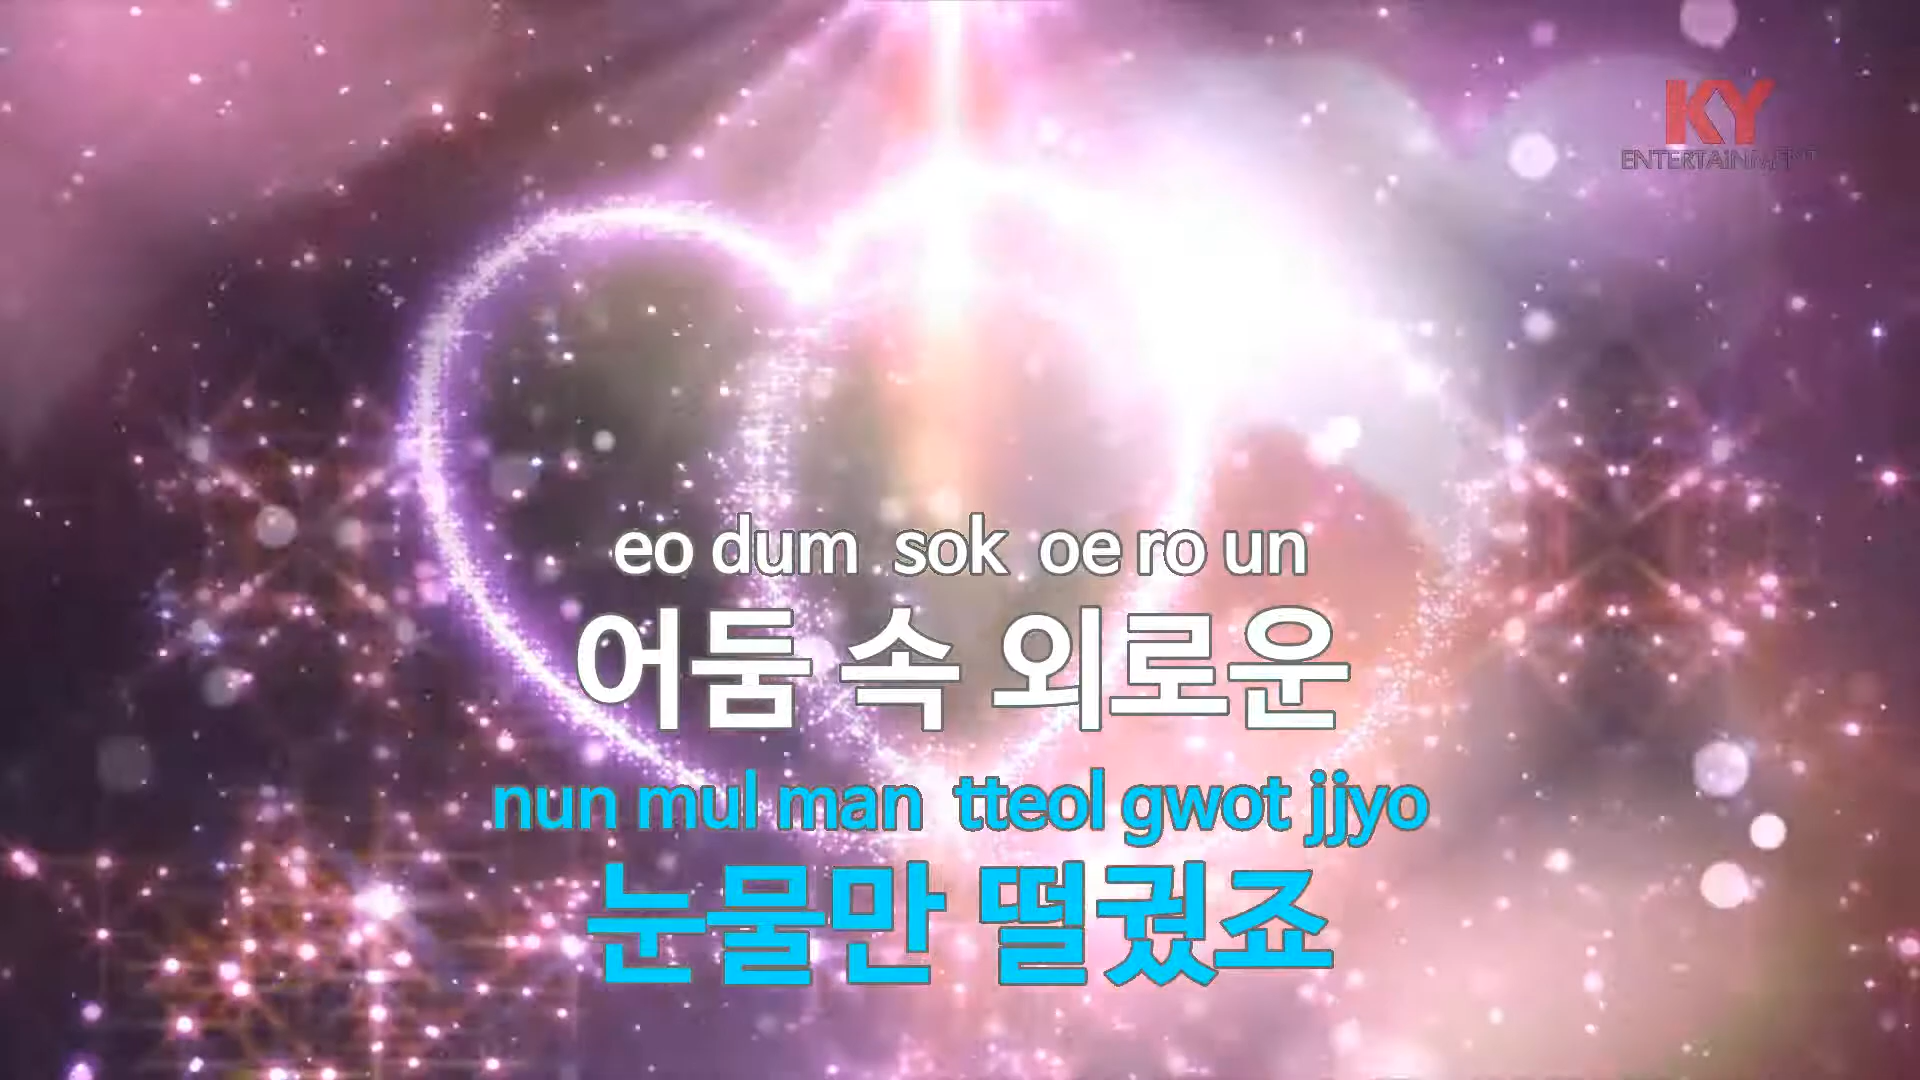 KY
ENTERTAINMENT
eo dum sok oe ro un
어둠 속 외로운
nun mul man tteol gwot jjyo
눈물만 떨궜죠